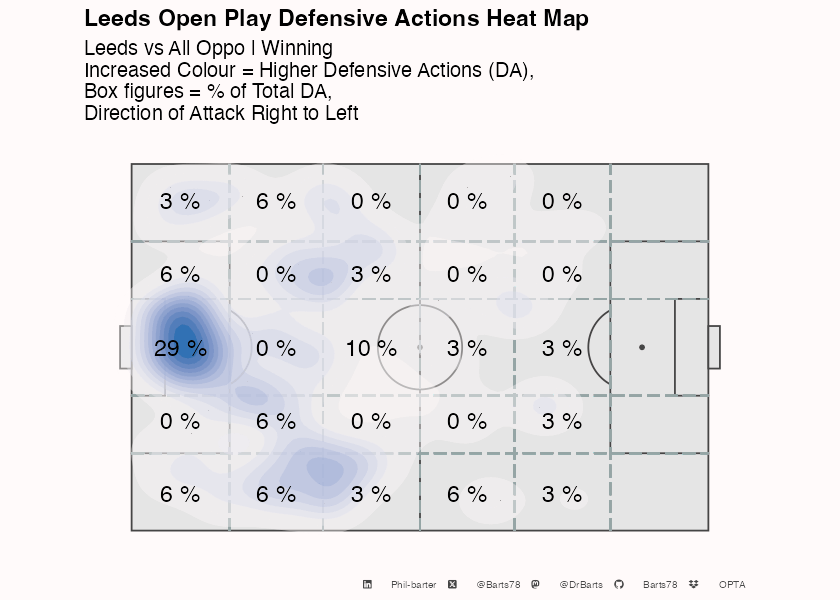 Leeds Open Play Defensive Actions Heat Map
Leeds vs All Oppo | Winning
Increased Colour = Higher Defensive Actions (DA),
Box figures = % of Total DA,
Direction of Attack Right to Left
3 % 6 % 0 % 0 % 0 %
6 % 0 % 3 % 0 % 0 %
29 % 0 % 10 % 3 % 3 %
0 % 6 % 0 % 0 % 3 %
6 % 6 % 3 % 6 % 3 %
Phil-barter @Barts78 @DrBarts Barts78 OPTA